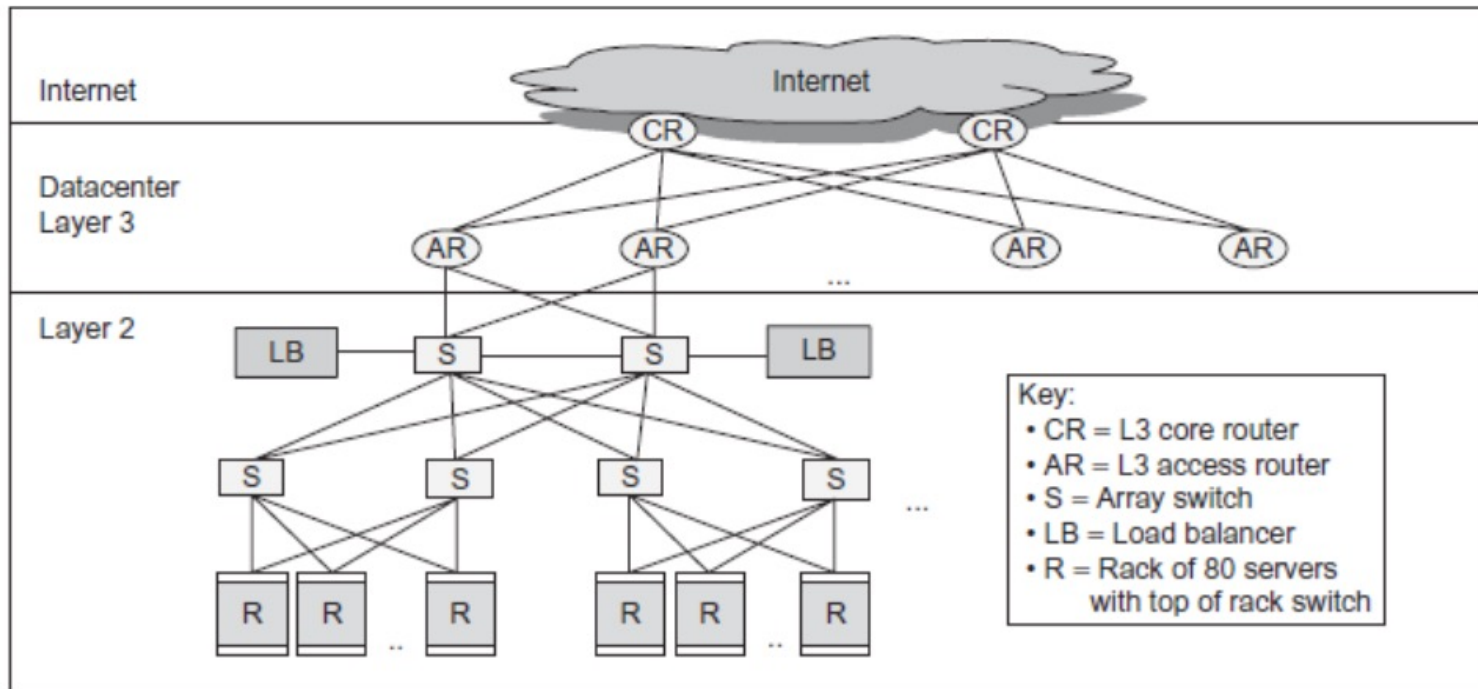 Internet
Internet
CR CR
Datacenter
Layer 3
AR AR AR AR
...
Layer 2
LB S S LB
S S S S
...
R R R R R R
.. ..
Key:
• CR = L3 core router
• AR = L3 access router
• S = Array switch
• LB = Load balancer
• R = Rack of 80 servers
with top of rack switch